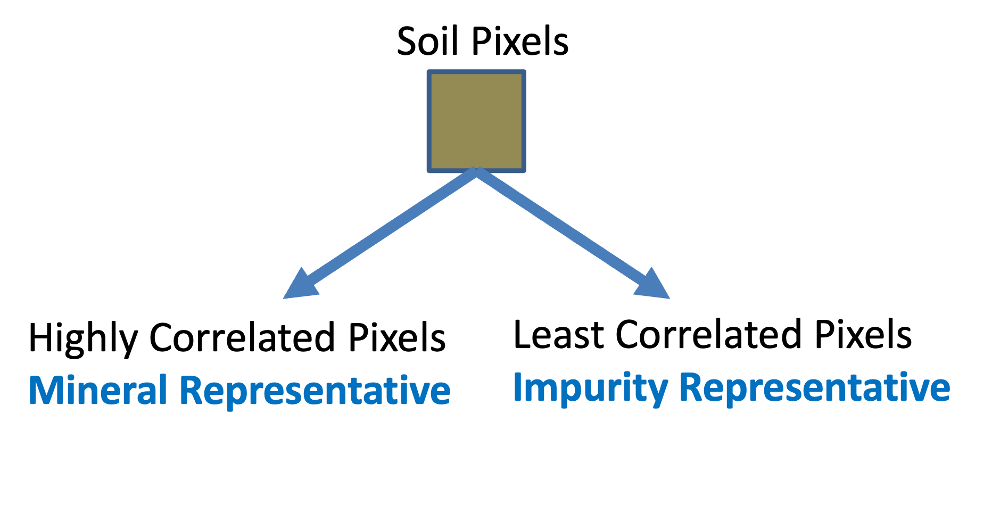 Soil Pixels
Highly Correlated Pixels
Mineral Representative
Least Correlated Pixels
Impurity Representative